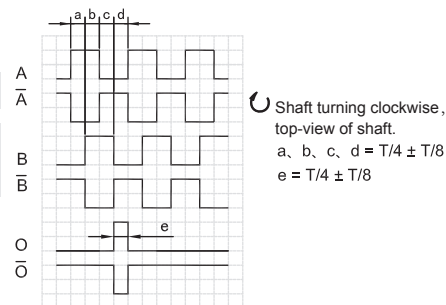 a b c d
A
A̅
B
B̅
e
O
O̅
Shaft turning clockwise,
top-view of shaft.
a、b、c、d = T/4 ± T/8
e = T/4 ± T/8